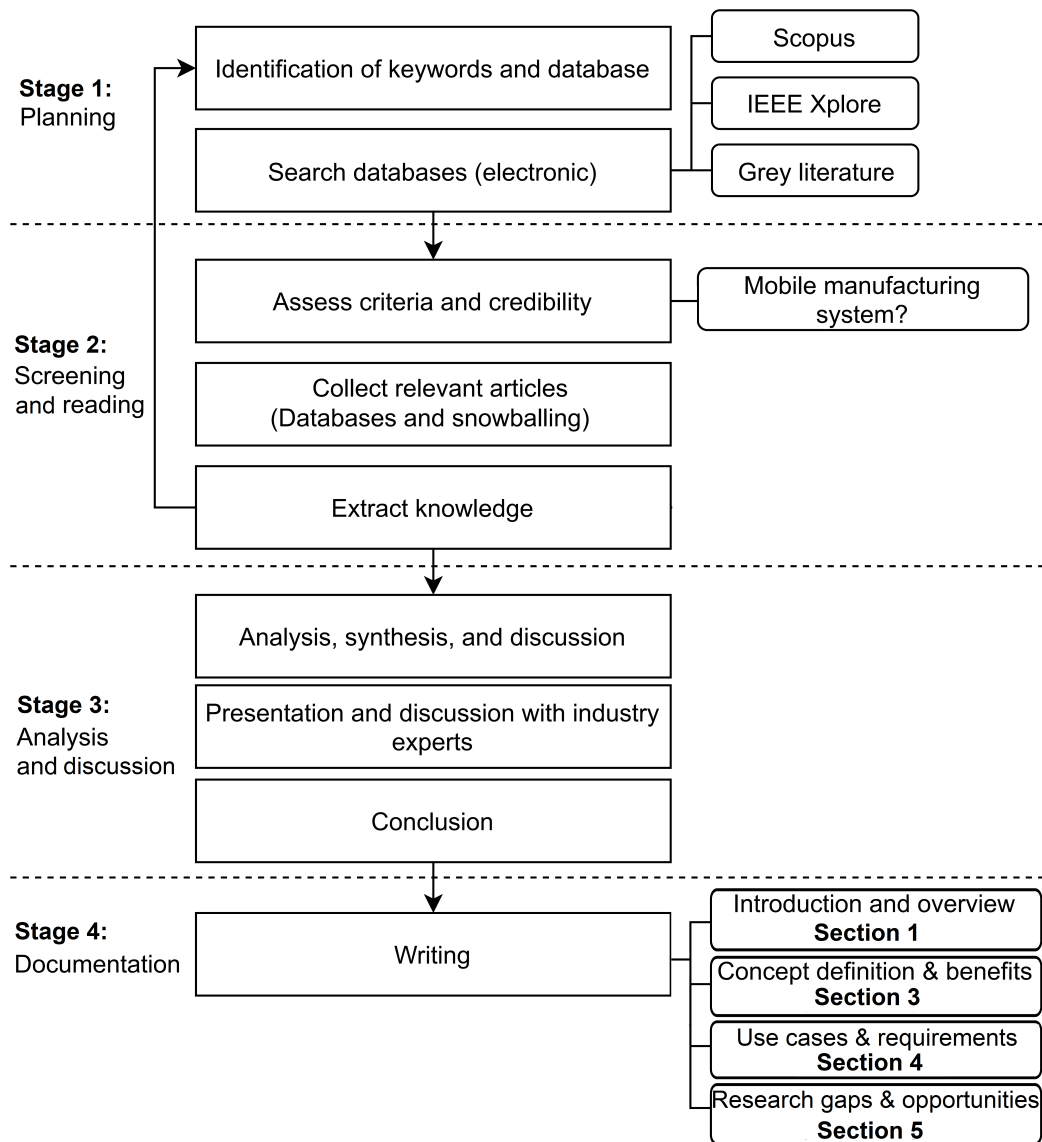 Stage 1:
Planning
Identification of keywords and database
Search databases (electronic)
Scopus
IEEE Xplore
Grey literature
Stage 2:
Screening
and reading
Assess criteria and credibility
Mobile manufacturing
system?
Collect relevant articles
(Databases and snowballing)
Extract knowledge
Stage 3:
Analysis
and discussion
Analysis, synthesis, and discussion
Presentation and discussion with industry
experts
Conclusion
Stage 4:
Documentation
Writing
Introduction and overview
Section 1
Concept definition & benefits
Section 3
Use cases & requirements
Section 4
Research gaps & opportunities
Section 5